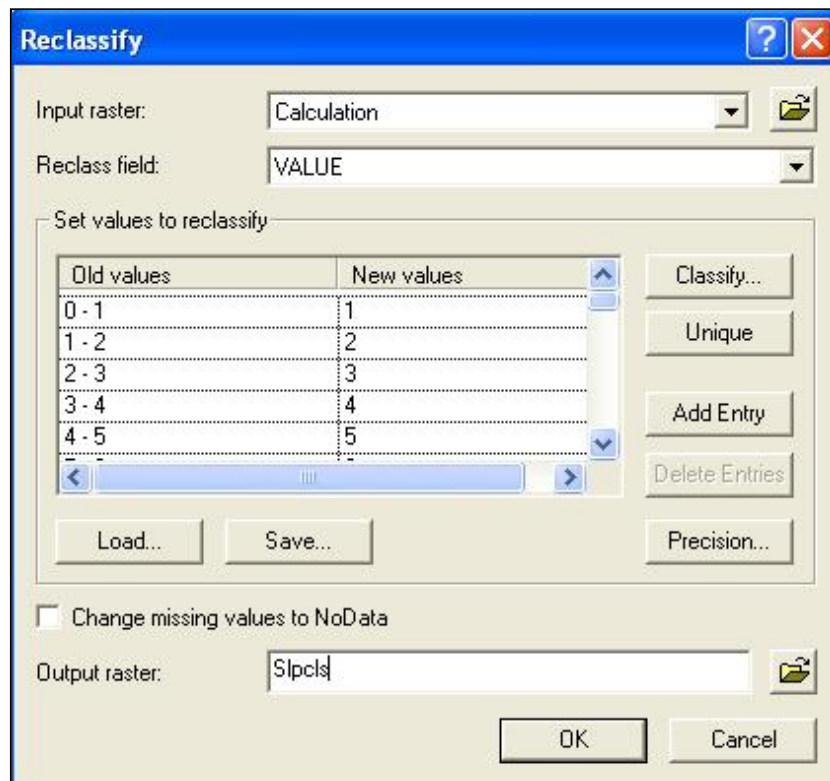 Reclassify
Input raster: Calculation
Reclass field: VALUE
Set values to reclassify
Old values New values Classify...
0 - 1 1
1 - 2 2 Unique
2 - 3 3
3 - 4 4 Add Entry
4 - 5 5
Delete Entries
Load... Save... Precision...
Change missing values to NoData
Output raster: Slpcls
OK Cancel